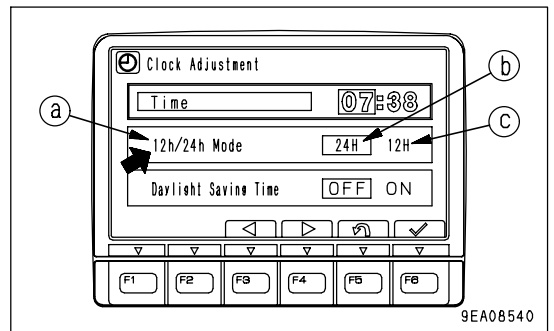 Clock Adjustment
Time 07:38
a b c
12h/24h Mode 24H 12H
Daylight Saving Time OFF ON
F1 F2 F3 F4 F5 F6
9EA08540